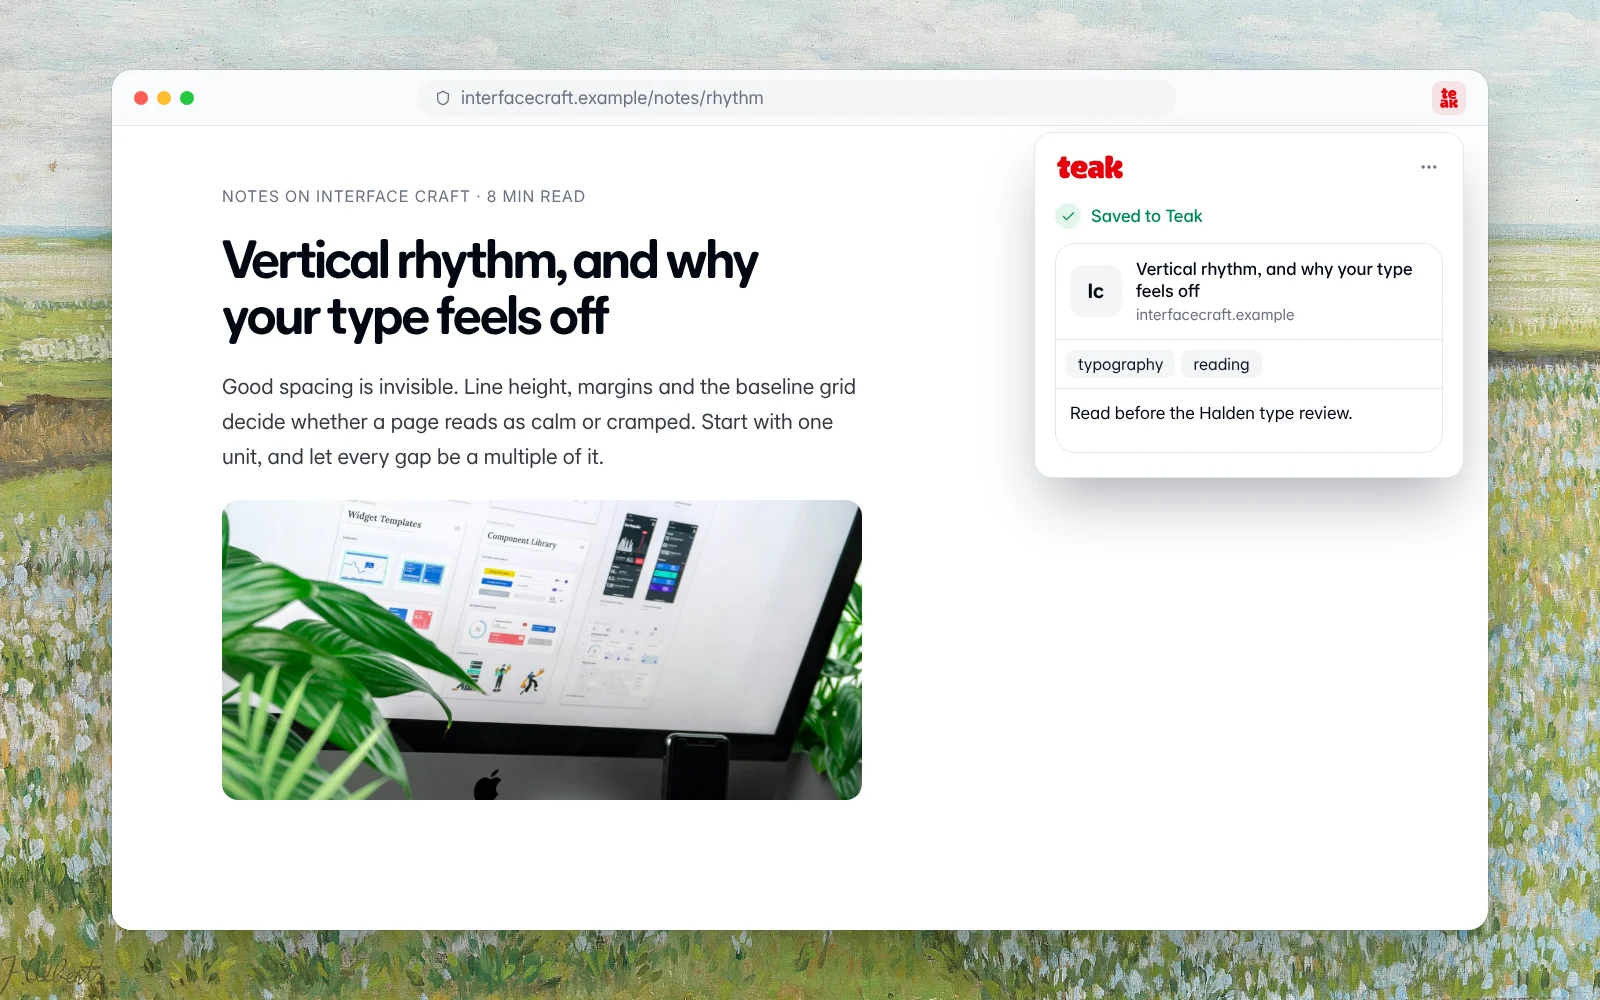 interfacecraft.example/notes/rhythm
te
ak
NOTES ON INTERFACE CRAFT · 8 MIN READ
Vertical rhythm, and why
your type feels off
Good spacing is invisible. Line height, margins and the baseline grid
decide whether a page reads as calm or cramped. Start with one
unit, and let every gap be a multiple of it.
Widget Templates
Component Library
teak
Saved to Teak
Ic
Vertical rhythm, and why your type
feels off
interfacecraft.example
typography
reading
Read before the Halden type review.